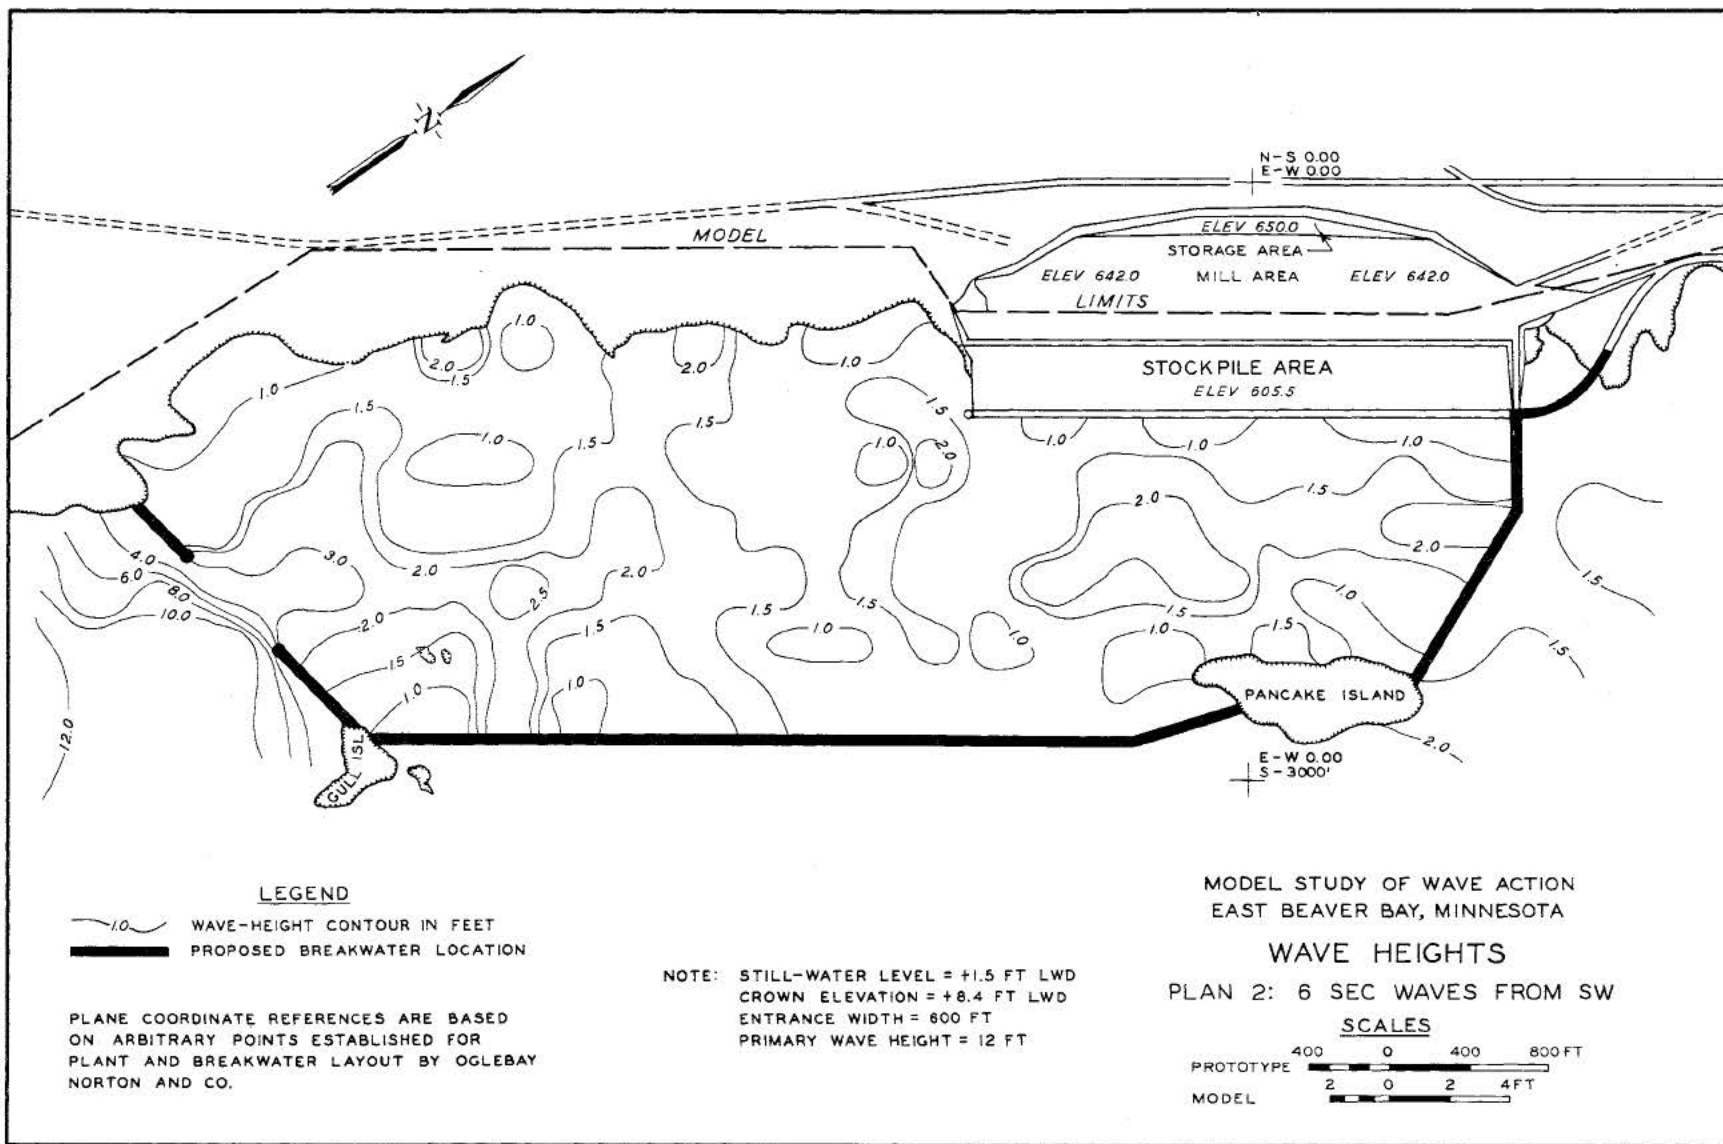 N
N-S 0.00
E-W 0.00
MODEL
ELEV 650.0
STORAGE AREA
ELEV 642.0 MILL AREA ELEV 642.0
LIMITS
1.0
2.0
1.5
2.0
1.0
STOCKPILE AREA
ELEV 605.5
1.0
1.5
1.5
1.5
1.5
1.0
1.0
2.0
1.0
1.0
1.0
1.5
2.0
2.0
4.0
3.0
6.0
2.0
2.0
1.5
8.0
2.5
1.0
10.0
2.0
1.5
1.5
1.5
1.5
1.0
1.0
1.0
1.5
1.5
1.5
1.0
1.0
12.0
PANCAKE ISLAND
GULL ISL
2.0
E-W 0.00
S-3000'
LEGEND
1.0 WAVE-HEIGHT CONTOUR IN FEET
PROPOSED BREAKWATER LOCATION
PLANE COORDINATE REFERENCES ARE BASED
ON ARBITRARY POINTS ESTABLISHED FOR
PLANT AND BREAKWATER LAYOUT BY OGLEBAY
NORTON AND CO.
NOTE: STILL-WATER LEVEL = +1.5 FT LWD
CROWN ELEVATION = +8.4 FT LWD
ENTRANCE WIDTH = 600 FT
PRIMARY WAVE HEIGHT = 12 FT
MODEL STUDY OF WAVE ACTION
EAST BEAVER BAY, MINNESOTA
WAVE HEIGHTS
PLAN 2: 6 SEC WAVES FROM SW
SCALES
400 0 400 800 FT
PROTOTYPE
2 0 2 4 FT
MODEL